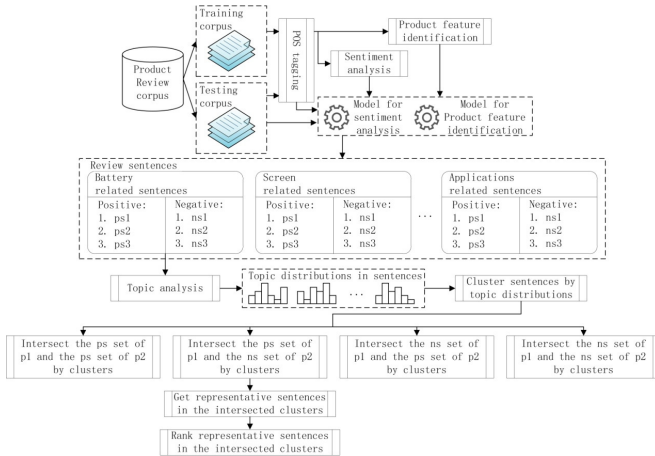 Training
corpus
Product
Review
corpus
Testing
corpus
POS tagging
Product feature
identification
Sentiment
analysis
Model for
sentiment
analysis
Model for
Product feature
identification
Review sentences
Battery
related sentences
Positive:
1. ps1
2. ps2
3. ps3
Negative:
1. ns1
2. ns2
3. ns3
Screen
related sentences
Positive:
1. ps1
2. ps2
3. ps3
Negative:
1. ns1
2. ns2
3. ns3
...
Applications
related sentences
Positive:
1. ps1
2. ps2
3. ps3
Negative:
1. ns1
2. ns2
3. ns3
Topic analysis
Topic distributions in sentences
...
Cluster sentences by
topic distributions
Intersect the ps set of
p1 and the ps set of p2
by clusters
Intersect the ps set of
p1 and the ns set of p2
by clusters
Intersect the ns set of
p1 and the ps set of p2
by clusters
Intersect the ns set of
p1 and the ns set of p2
by clusters
Get representative sentences
in the intersected clusters
Rank representative sentences
in the intersected clusters